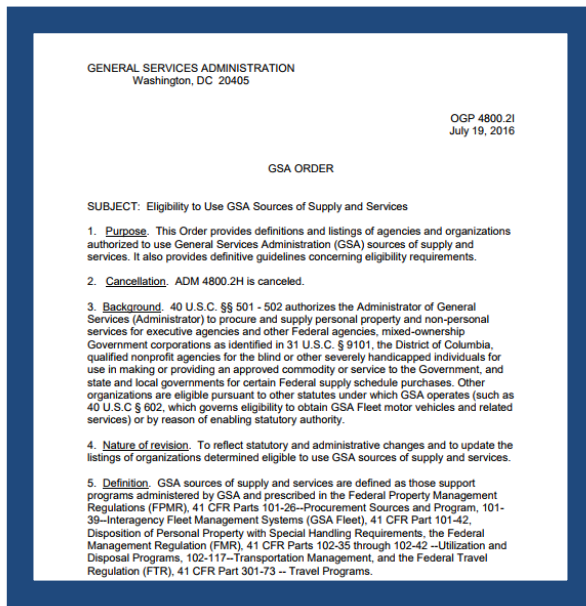 GENERAL SERVICES ADMINISTRATION
Washington, DC 20405
OGP 4800.2I
July 19, 2016
GSA ORDER
SUBJECT: Eligibility to Use GSA Sources of Supply and Services
1. Purpose. This Order provides definitions and listings of agencies and organizations
authorized to use General Services Administration (GSA) sources of supply and
services. It also provides definitive guidelines concerning eligibility requirements.
2. Cancellation. ADM 4800.2H is canceled.
3. Background. 40 U.S.C. §§ 501 - 502 authorizes the Administrator of General
Services (Administrator) to procure and supply personal property and non-personal
services for executive agencies and other Federal agencies, mixed-ownership
Government corporations as identified in 31 U.S.C. § 9101, the District of Columbia,
qualified nonprofit agencies for the blind or other severely handicapped individuals for
use in making or providing an approved commodity or service to the Government, and
state and local governments for certain Federal supply schedule purchases. Other
organizations are eligible pursuant to other statutes under which GSA operates (such as
40 U.S.C § 602, which governs eligibility to obtain GSA Fleet motor vehicles and related
services) or by reason of enabling statutory authority.
4. Nature of revision. To reflect statutory and administrative changes and to update the
listings of organizations determined eligible to use GSA sources of supply and services.
5. Definition. GSA sources of supply and services are defined as those support
programs administered by GSA and prescribed in the Federal Property Management
Regulations (FPMR), 41 CFR Parts 101-26--Procurement Sources and Program, 101-
39--Interagency Fleet Management Systems (GSA Fleet), 41 CFR Part 101-42,
Disposition of Personal Property with Special Handling Requirements, the Federal
Management Regulation (FMR), 41 CFR Parts 102-35 through 102-42 --Utilization and
Disposal Programs, 102-117--Transportation Management, and the Federal Travel
Regulation (FTR), 41 CFR Part 301-73 -- Travel Programs.